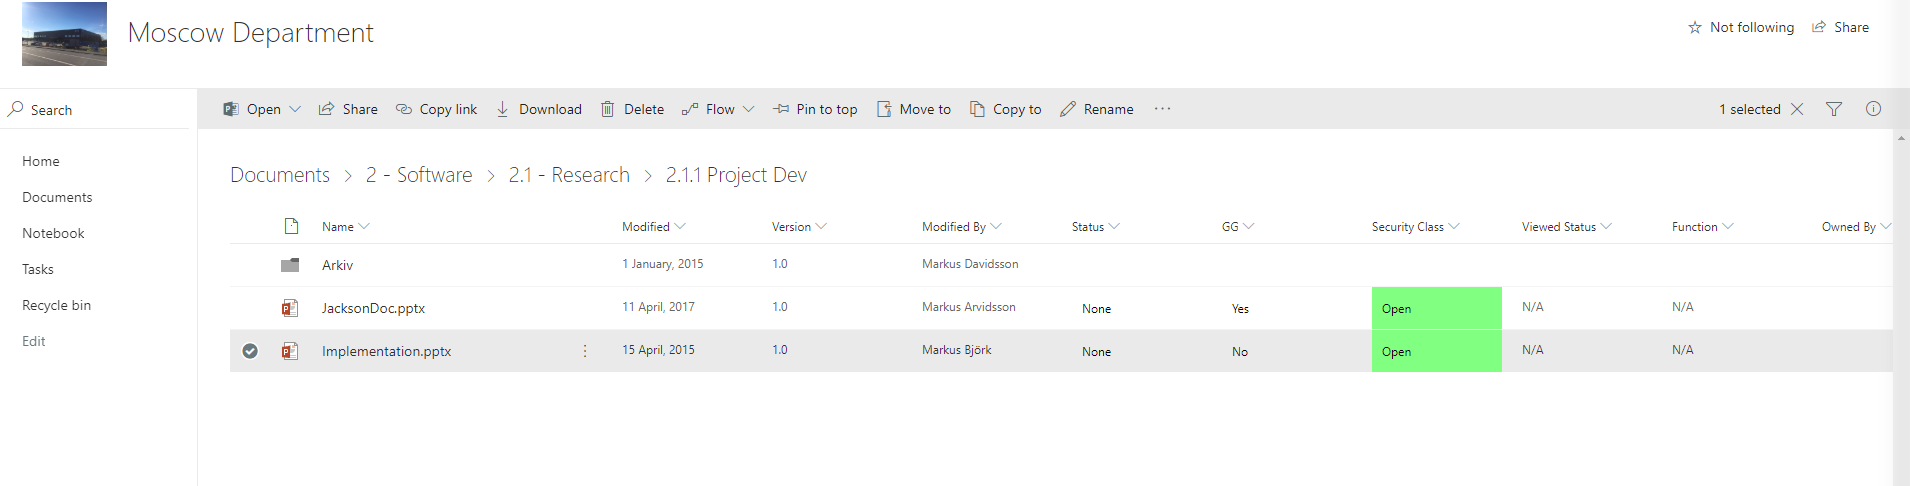 Moscow Department
Not following Share
Search
Open Share Copy link Download Delete Flow Pin to top Move to Copy to Rename ··· 1 selected
Home
Documents
Notebook
Tasks
Recycle bin
Edit
Documents > 2 - Software > 2.1 - Research > 2.1.1 Project Dev
Name Modified Version Modified By Status GG Security Class Viewed Status Function Owned By
Arkiv 1 January, 2015 1.0 Markus Davidsson
JacksonDoc.pptx 11 April, 2017 1.0 Markus Arvidsson None Yes Open N/A N/A
Implementation.pptx 15 April, 2015 1.0 Markus Björk None No Open N/A N/A